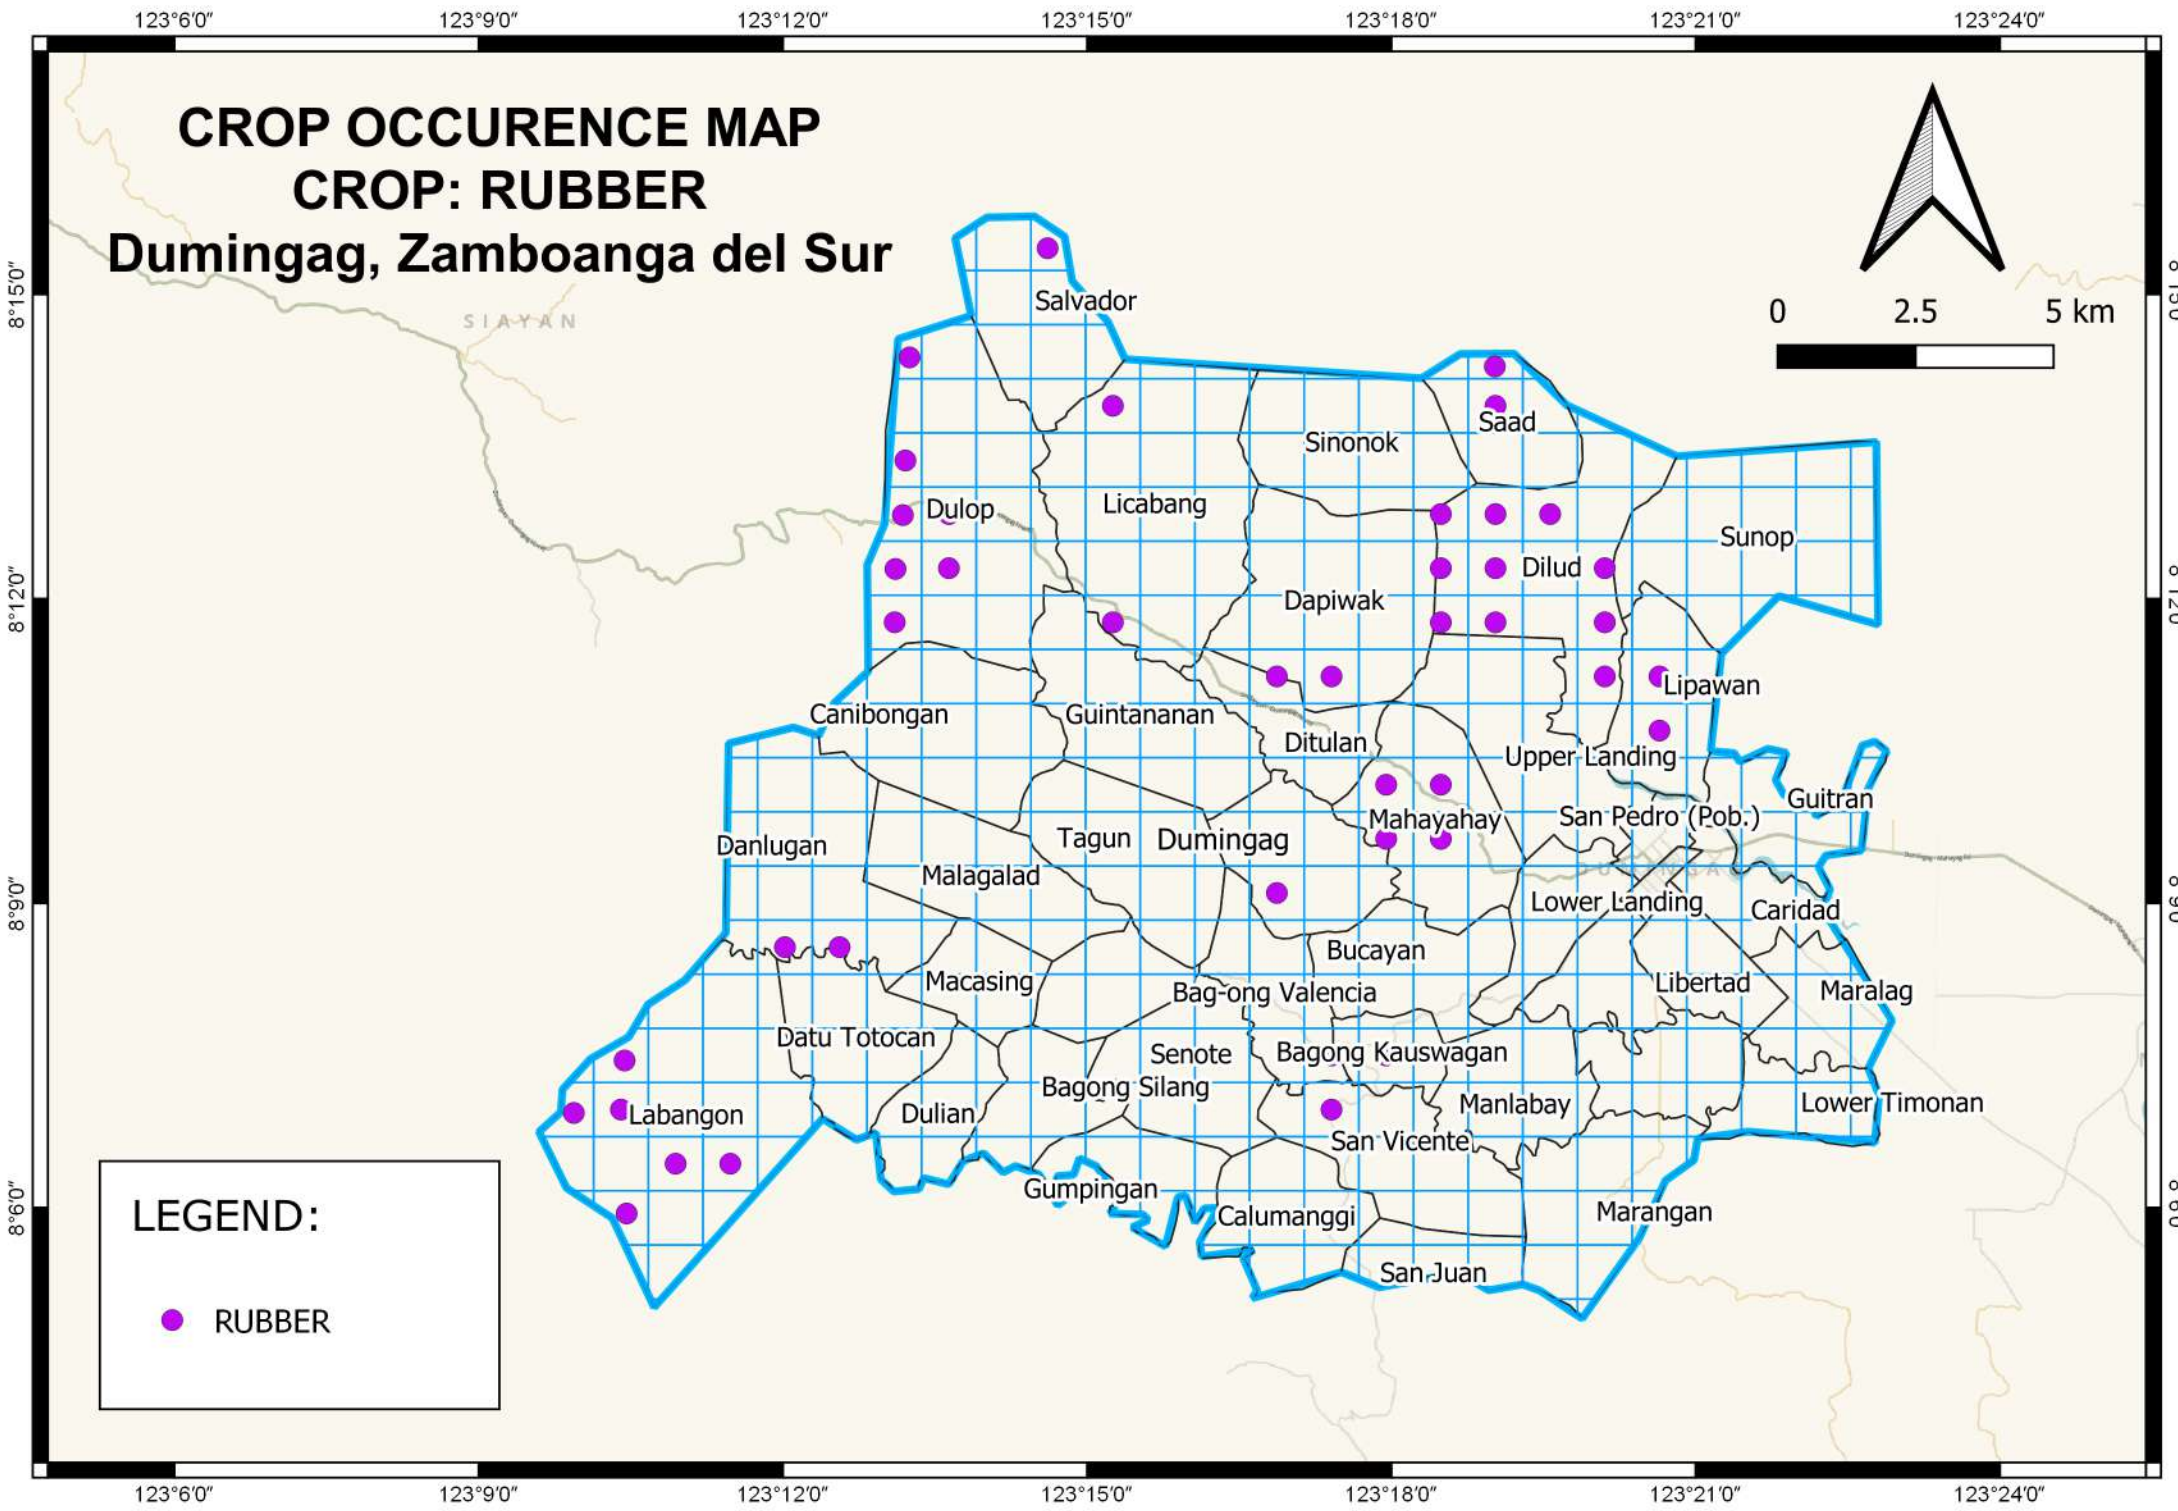 123°6′0″ 123°9′0″ 123°12′0″ 123°15′0″ 123°18′0″ 123°21′0″ 123°24′0″
CROP OCCURENCE MAP
CROP: RUBBER
Dumingag, Zamboanga del Sur
0 2.5 5 km
8°15′0″
8°12′0″
8°9′0″
8°6′0″
SIAYAN
Salvador
Saad
Sinonok
Dulop
Licabang
Sunop
Dilud
Dapiwak
Lipawan
Canibongan
Guintananan
Ditulan
Upper Landing
Guitran
San Pedro (Pob.)
Mahayahay
Tagun
Dumingag
Danlugan
Malagalad
DUMINGAG
Lower Landing
Caridad
Bucayan
Macasing
Libertad
Maralag
Bag-ong Valencia
Datu Totocan
Senote
Bagong Kauswagan
Bagong Silang
Labangon
Dulian
Manlabay
Lower Timonan
San Vicente
Gumpingan
Calumanggi
Marangan
San Juan
LEGEND:
RUBBER
123°6′0″ 123°9′0″ 123°12′0″ 123°15′0″ 123°18′0″ 123°21′0″ 123°24′0″